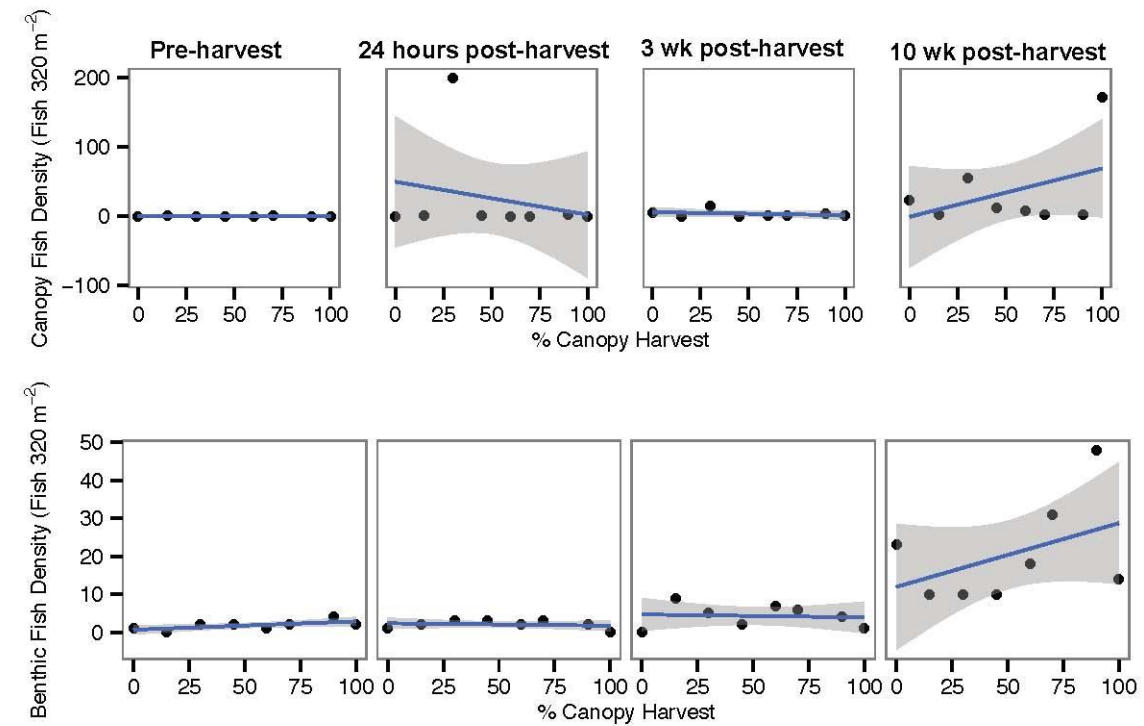 Pre-harvest 24 hours post-harvest 3 wk post-harvest 10 wk post-harvest
Canopy Fish Density (Fish 320 m⁻²)
200
100
0
−100
0 25 50 75 100 0 25 50 75 100 0 25 50 75 100 0 25 50 75 100
% Canopy Harvest
Benthic Fish Density (Fish 320 m⁻²)
50
40
30
20
10
0
0 25 50 75 100 0 25 50 75 100 0 25 50 75 100 0 25 50 75 100
% Canopy Harvest